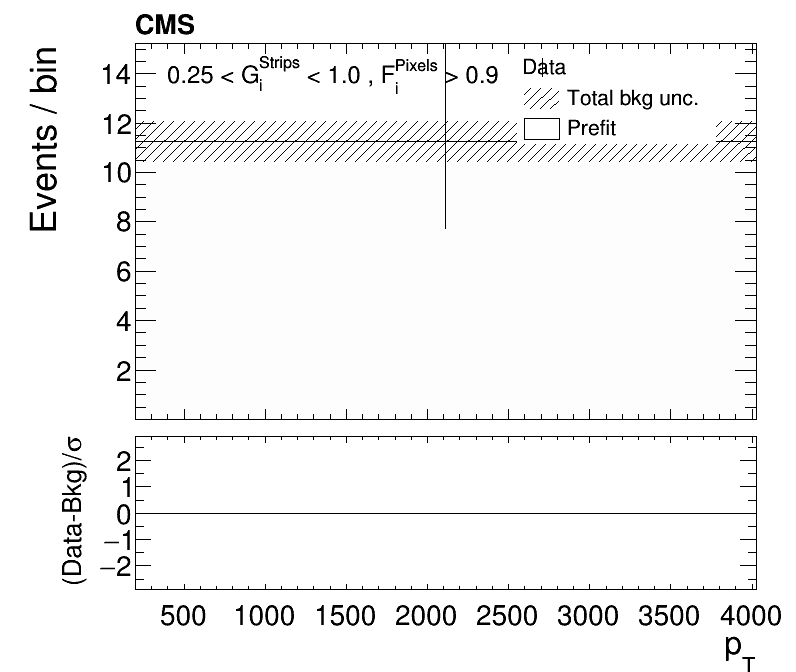 CMS
Events / bin
14
12
10
8
6
4
2
0.25 < G_i^Strips < 1.0 , F_i^Pixels > 0.9
Data
Total bkg unc.
Prefit
(Data-Bkg)/σ
2
1
0
−1
−2
500 1000 1500 2000 2500 3000 3500 4000
p_T